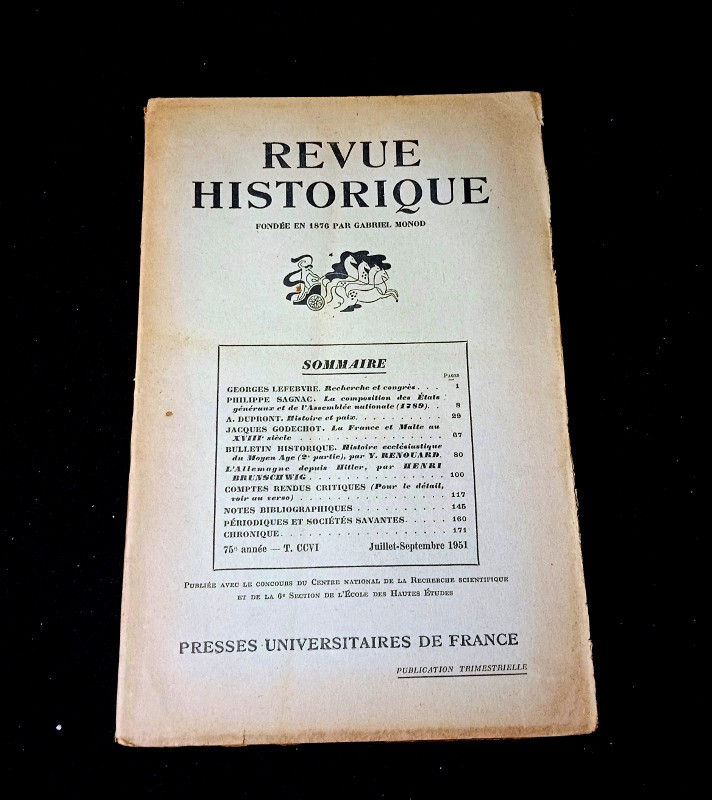 REVUE
HISTORIQUE
FONDÉE EN 1876 PAR GABRIEL MONOD
SOMMAIRE
PAGES
GEORGES LEFEBVRE. Recherche et congrès . . . 1
PHILIPPE SAGNAC. La composition des États
généraux et de l'Assemblée nationale (1789). . 8
A. DUPRONT. Histoire et paix. . . . . . . . . . 29
JACQUES GODECHOT. La France et Malte au
XVIIIe siècle . . . . . . . . . . . . . . . 67
BULLETIN HISTORIQUE. Histoire ecclésiastique
du Moyen Age (2e partie), par Y. RENOUARD. 80
L'Allemagne depuis Hitler, par HENRI
BRUNSCHWIG . . . . . . . . . . . . . . . 100
COMPTES RENDUS CRITIQUES (Pour le détail,
voir au verso) . . . . . . . . . . . . . . . 117
NOTES BIBLIOGRAPHIQUES . . . . . . . . . . 145
PÉRIODIQUES ET SOCIÉTÉS SAVANTES. . . . . 160
CHRONIQUE. . . . . . . . . . . . . . . . . . 171
75e année — T. CCVI Juillet-Septembre 1951
PUBLIÉE AVEC LE CONCOURS DU CENTRE NATIONAL DE LA RECHERCHE SCIENTIFIQUE
ET DE LA 6e SECTION DE L'ÉCOLE DES HAUTES ÉTUDES
PRESSES UNIVERSITAIRES DE FRANCE
PUBLICATION TRIMESTRIELLE